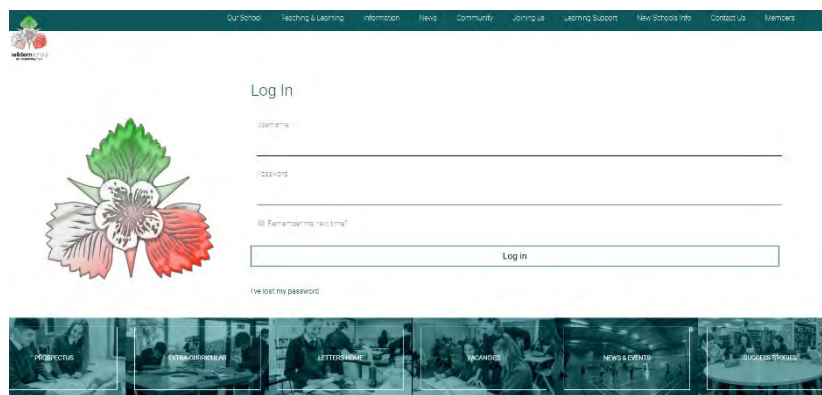 Our School Teaching & Learning Information News Community Joining us Learning Support New Schools Info Contact Us Members
wildern school
Log In
Username
Password
Remember me next time?
Log in
I've lost my password
PROSPECTUS EXTRA CURRICULAR LETTERS HOME VACANCIES NEWS & EVENTS SUCCESS STORIES